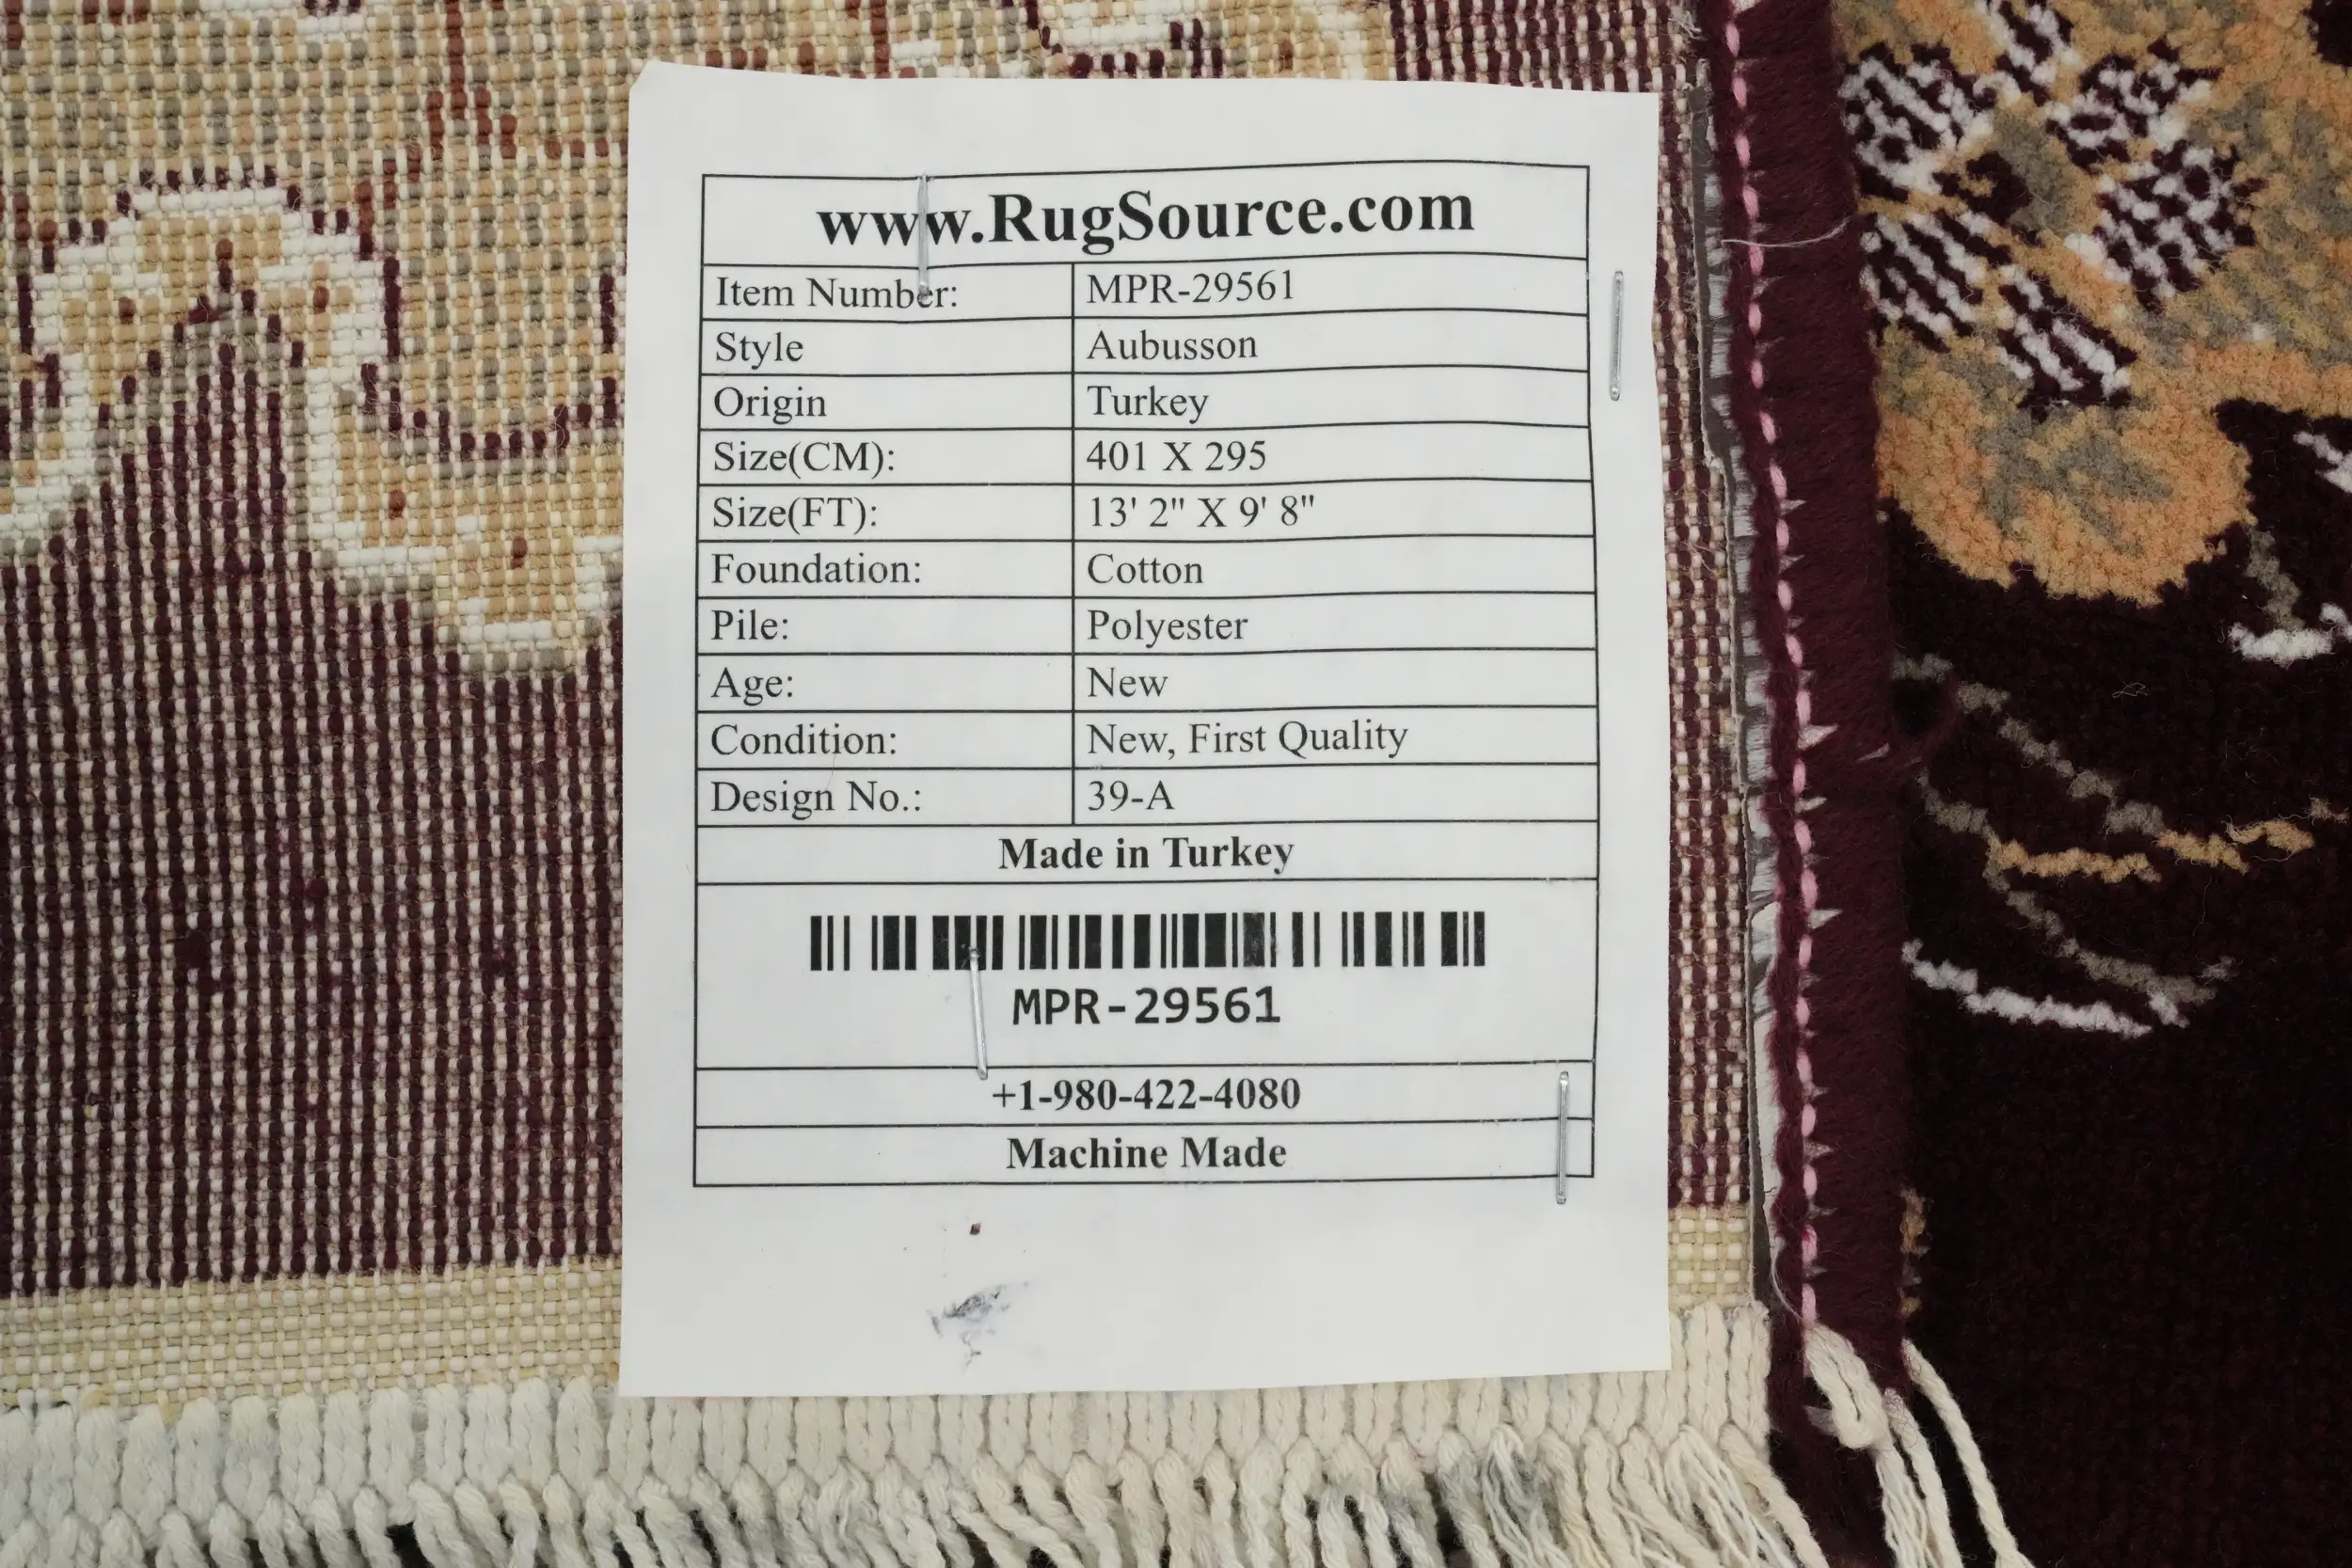 www.RugSource.com
Item Number: MPR-29561
Style Aubusson
Origin Turkey
Size(CM): 401 X 295
Size(FT): 13' 2" X 9' 8"
Foundation: Cotton
Pile: Polyester
Age: New
Condition: New, First Quality
Design No.: 39-A
Made in Turkey
MPR-29561
+1-980-422-4080
Machine Made